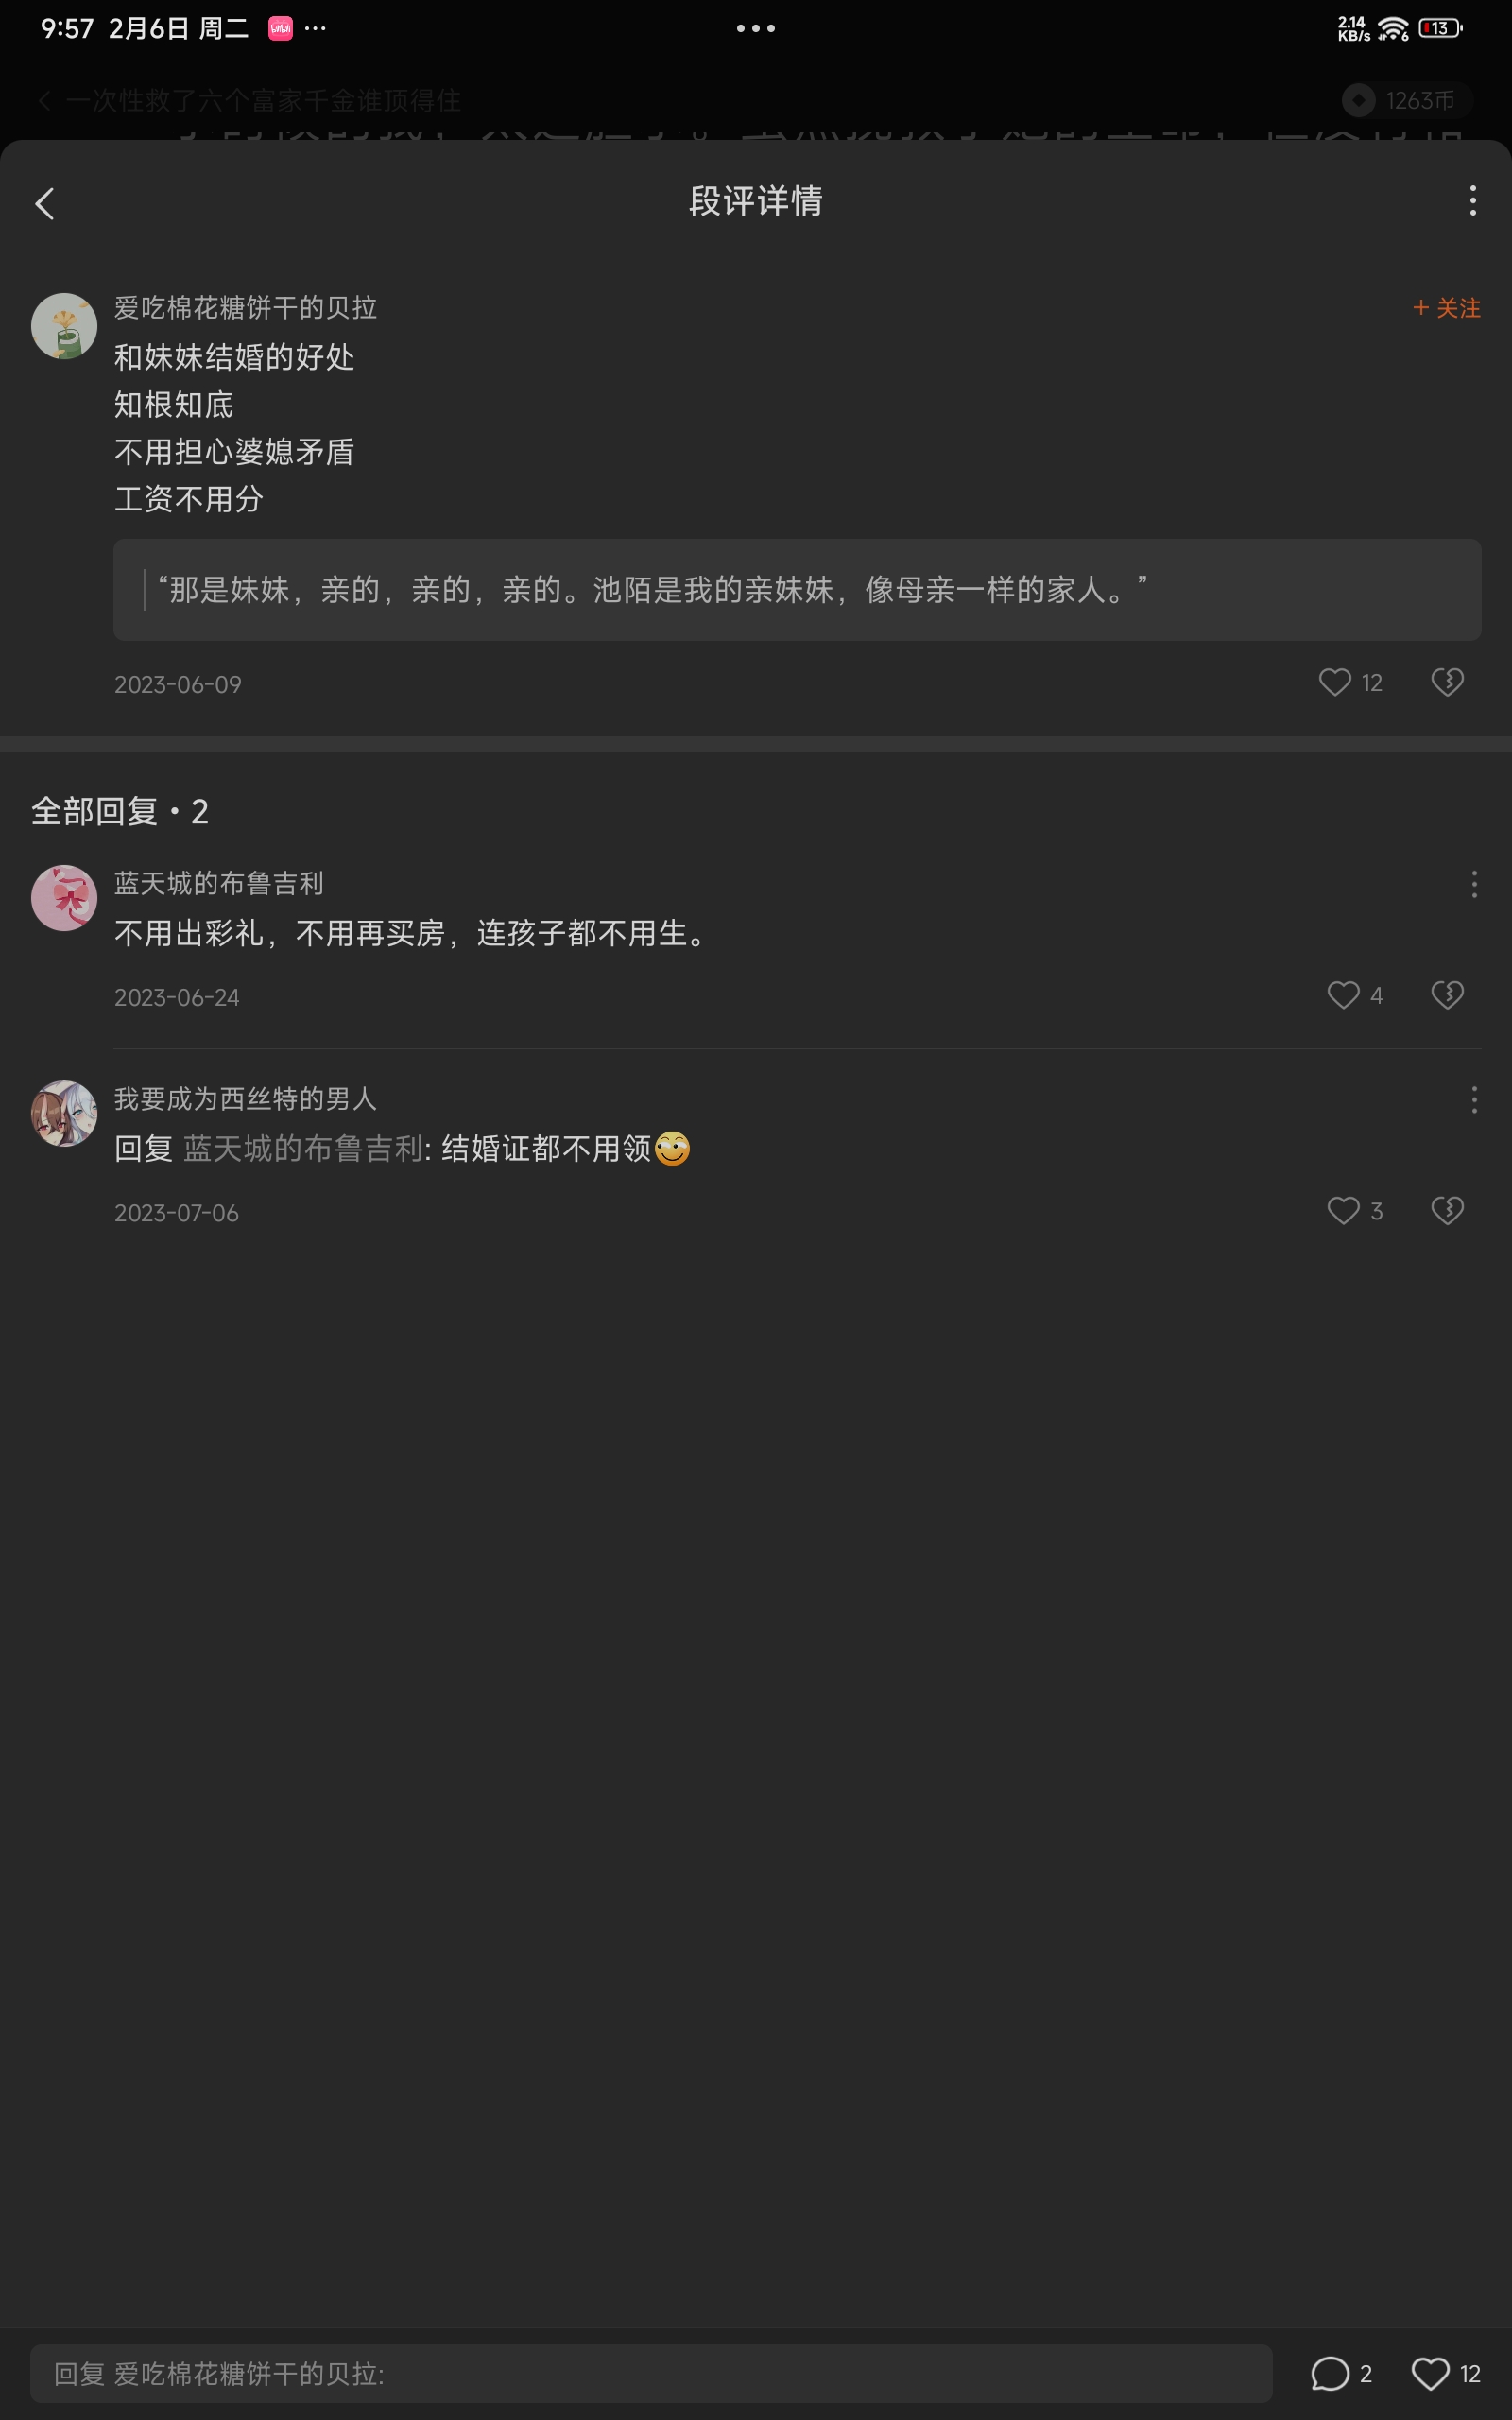 9:57 2月6日 周二
2.14 KB/s 6 13
一次性救了六个富家千金谁顶得住
1263币
段评详情
爱吃棉花糖饼干的贝拉
+ 关注
和妹妹结婚的好处
知根知底
不用担心婆媳矛盾
工资不用分
“那是妹妹，亲的，亲的，亲的。池陌是我的亲妹妹，像母亲一样的家人。”
2023-06-09
12
全部回复·2
蓝天城的布鲁吉利
不用出彩礼，不用再买房，连孩子都不用生。
2023-06-24
4
我要成为西丝特的男人
回复 蓝天城的布鲁吉利: 结婚证都不用领
2023-07-06
3
回复 爱吃棉花糖饼干的贝拉:
2
12